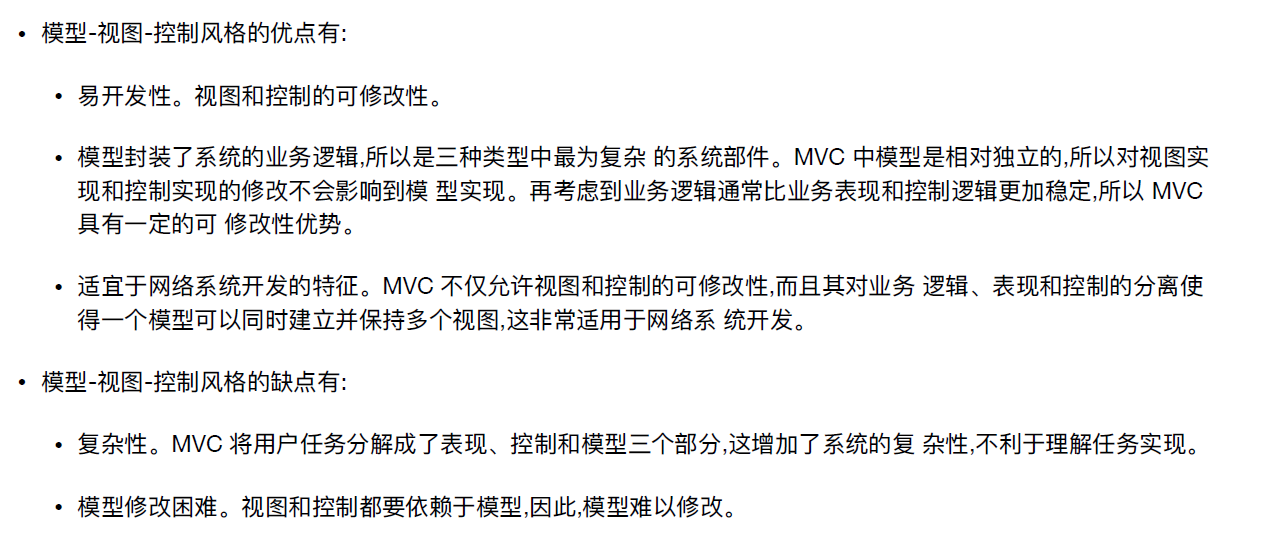 • 模型-视图-控制风格的优点有:
• 易开发性。视图和控制的可修改性。
• 模型封装了系统的业务逻辑,所以是三种类型中最为复杂 的系统部件。MVC 中模型是相对独立的,所以对视图实
现和控制实现的修改不会影响到模 型实现。再考虑到业务逻辑通常比业务表现和控制逻辑更加稳定,所以 MVC
具有一定的可 修改性优势。
• 适宜于网络系统开发的特征。MVC 不仅允许视图和控制的可修改性,而且其对业务 逻辑、表现和控制的分离使
得一个模型可以同时建立并保持多个视图,这非常适用于网络系 统开发。
• 模型-视图-控制风格的缺点有:
• 复杂性。MVC 将用户任务分解成了表现、控制和模型三个部分,这增加了系统的复 杂性,不利于理解任务实现。
• 模型修改困难。视图和控制都要依赖于模型,因此,模型难以修改。